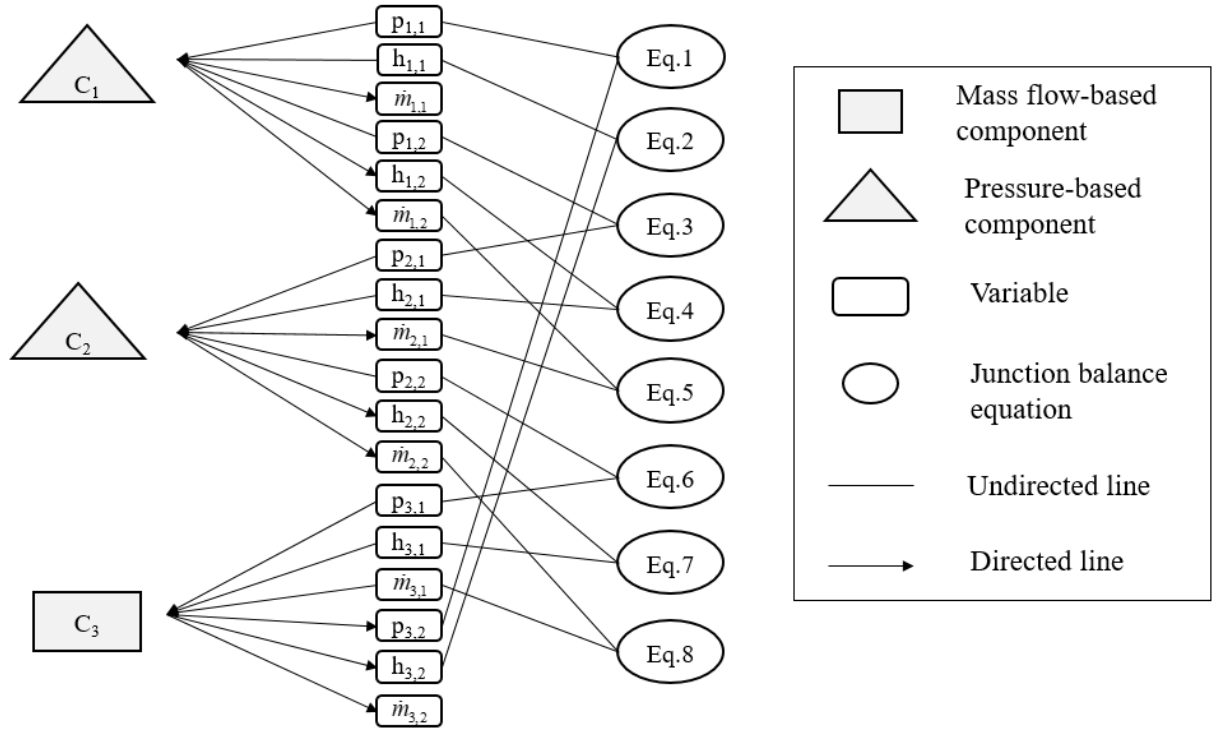 C₁
C₂
C₃
p₁,₁
h₁,₁
ṁ₁,₁
p₁,₂
h₁,₂
ṁ₁,₂
p₂,₁
h₂,₁
ṁ₂,₁
p₂,₂
h₂,₂
ṁ₂,₂
p₃,₁
h₃,₁
ṁ₃,₁
p₃,₂
h₃,₂
ṁ₃,₂
Eq.1
Eq.2
Eq.3
Eq.4
Eq.5
Eq.6
Eq.7
Eq.8
Mass flow-based
component
Pressure-based
component
Variable
Junction balance
equation
Undirected line
Directed line